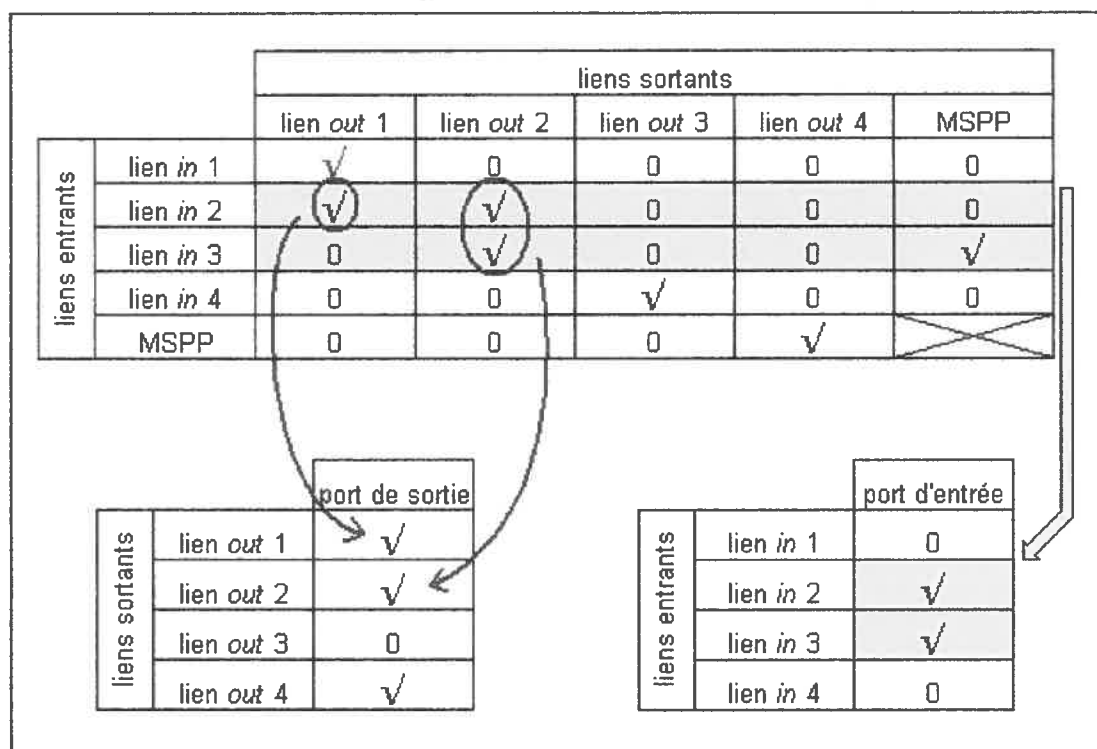 liens sortants
lien out 1 lien out 2 lien out 3 lien out 4 MSPP
liens entrants
lien in 1 √ 0 0 0 0
lien in 2 √ √ 0 0 0
lien in 3 0 √ 0 0 √
lien in 4 0 0 √ 0 0
MSPP 0 0 0 √
port de sortie
liens sortants
lien out 1 √
lien out 2 √
lien out 3 0
lien out 4 √
port d'entrée
liens entrants
lien in 1 0
lien in 2 √
lien in 3 √
lien in 4 0